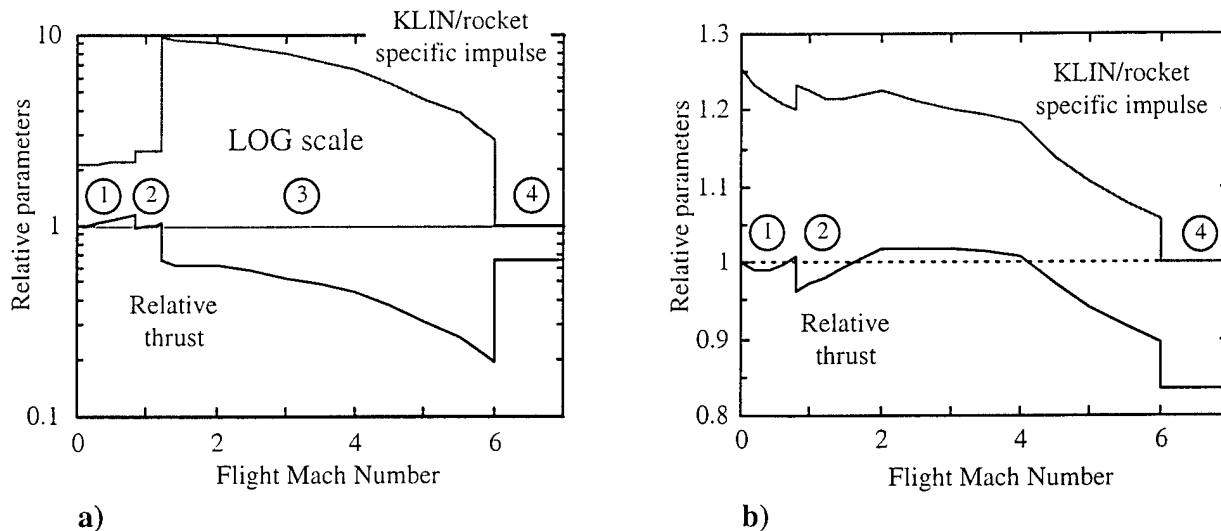 KLIN/rocket
specific impulse
10
LOG scale
1
2
3
4
1
Relative
thrust
0.1
0
2
4
6
Relative parameters
Flight Mach Number
a)
1.3
KLIN/rocket
specific impulse
1.2
1.1
1
2
4
1
Relative
thrust
0.9
0.8
0
2
4
6
Relative parameters
Flight Mach Number
b)